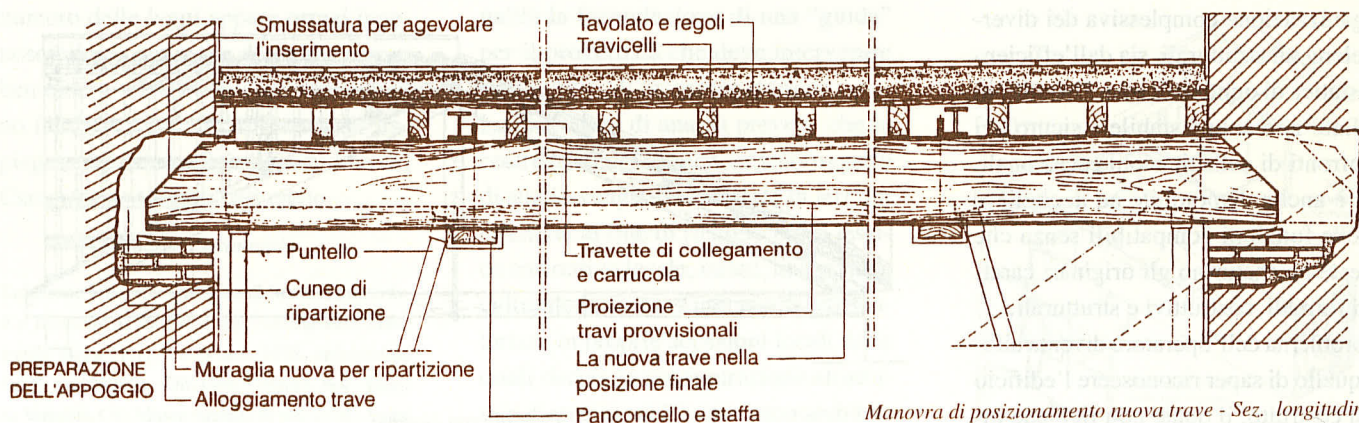 Smusso per agevolare
l'inserimento
Tavolato e regoli
Travicelli
Puntello
Cuneo di
ripartizione
Travette di collegamento
e carrucola
Proiezione
travi provvisionali
La nuova trave nella
posizione finale
Panconcello e staffa
PREPARAZIONE
DELL'APPOGGIO
Muraglia nuova per ripartizione
Alloggiamento trave
Manovra di posizionamento nuova trave - Sez. longitudin